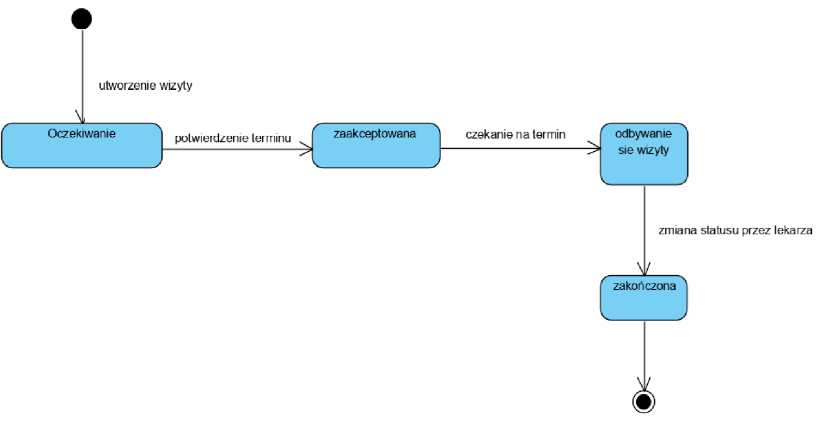 utworzenie wizyty
Oczekiwanie
potwierdzenie terminu
zaakceptowana
czekanie na termin
odbywanie
sie wizyty
zmiana statusu przez lekarza
zakończona